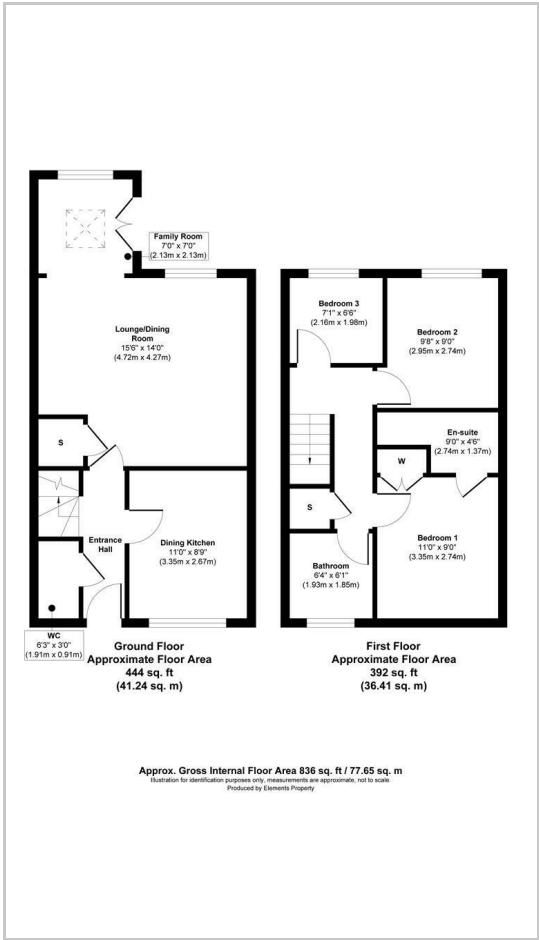 Family Room
7'0" x 7'0"
(2.13m x 2.13m)
Lounge/Dining
Room
15'6" x 14'0"
(4.72m x 4.27m)
S
Entrance
Hall
Dining Kitchen
11'0" x 8'9"
(3.35m x 2.67m)
WC
6'3" x 3'0"
(1.91m x 0.91m)
Ground Floor
Approximate Floor Area
444 sq. ft
(41.24 sq. m)
Bedroom 3
7'1" x 6'6"
(2.16m x 1.98m)
Bedroom 2
9'8" x 9'0"
(2.95m x 2.74m)
En-suite
9'0" x 4'6"
(2.74m x 1.37m)
W
S
Bedroom 1
11'0" x 9'0"
(3.35m x 2.74m)
Bathroom
6'4" x 6'1"
(1.93m x 1.85m)
First Floor
Approximate Floor Area
392 sq. ft
(36.41 sq. m)
Approx. Gross Internal Floor Area 836 sq. ft / 77.65 sq. m
Illustration for identification purposes only, measurements are approximate, not to scale.
Produced by Elements Property